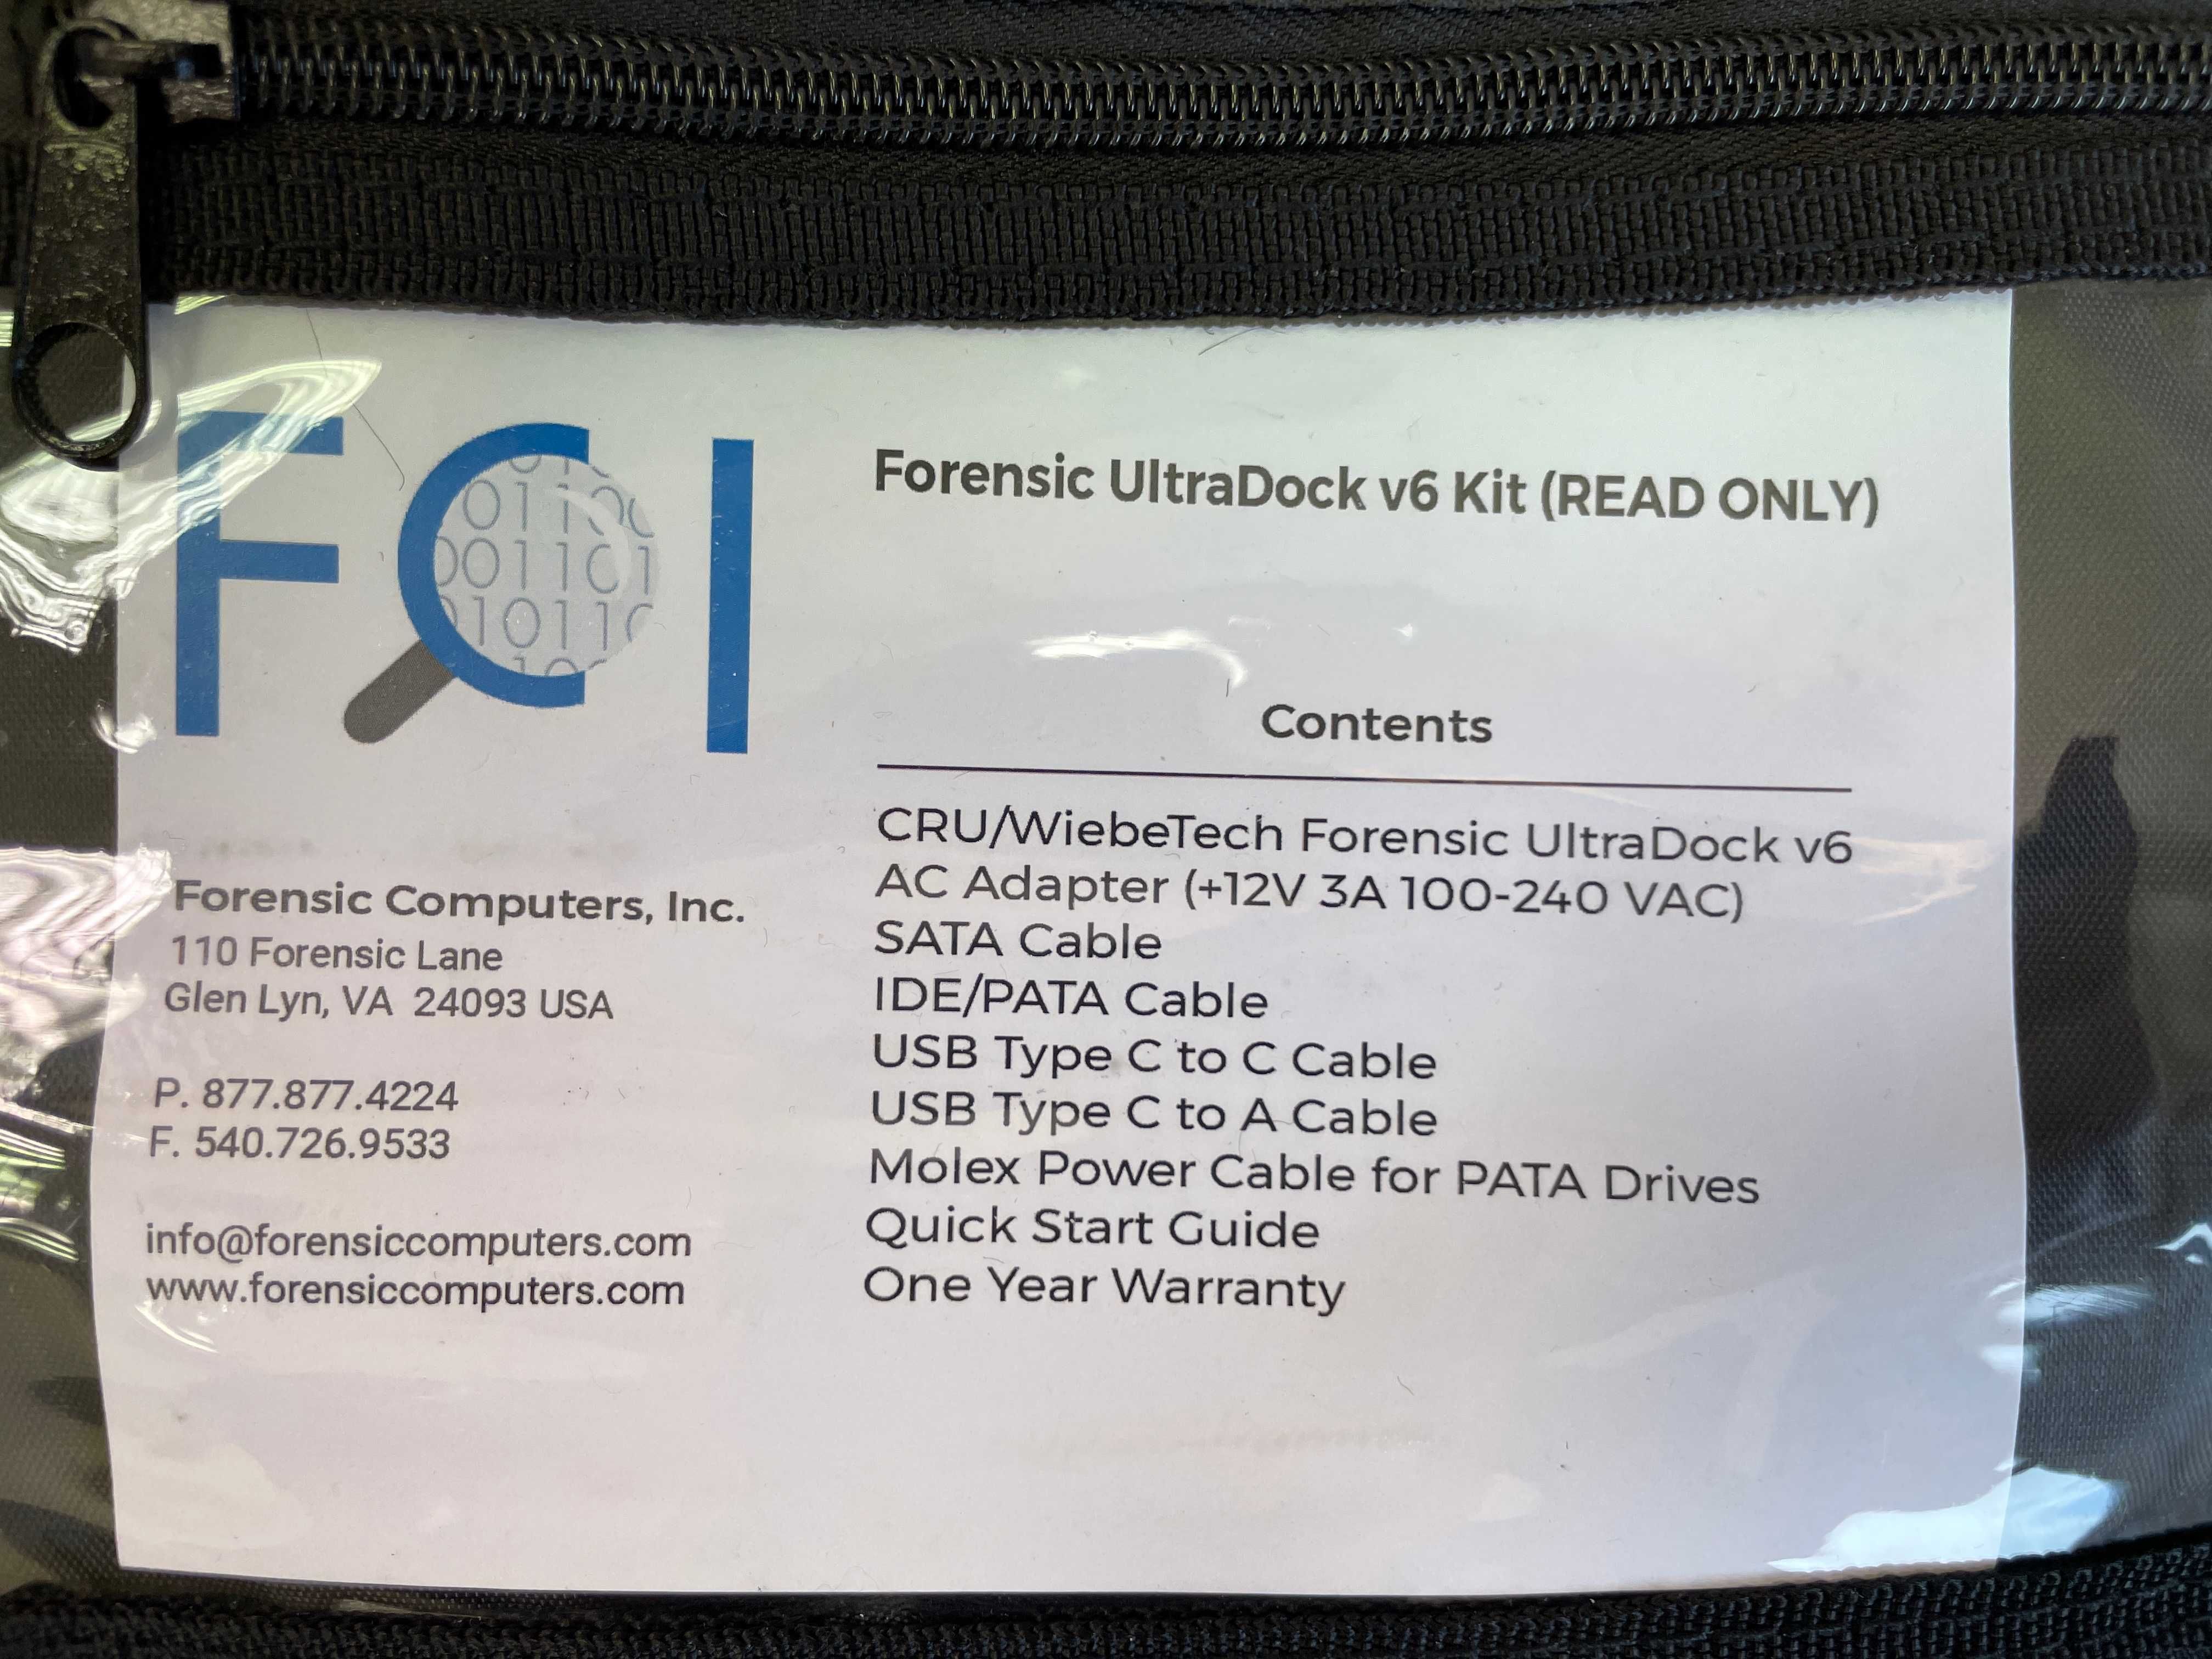 FCI
01100
001101
010110
Forensic Computers, Inc.
110 Forensic Lane
Glen Lyn, VA 24093 USA
P. 877.877.4224
F. 540.726.9533
info@forensiccomputers.com
www.forensiccomputers.com
Forensic UltraDock v6 Kit (READ ONLY)
Contents
CRU/WiebeTech Forensic UltraDock v6
AC Adapter (+12V 3A 100-240 VAC)
SATA Cable
IDE/PATA Cable
USB Type C to C Cable
USB Type C to A Cable
Molex Power Cable for PATA Drives
Quick Start Guide
One Year Warranty